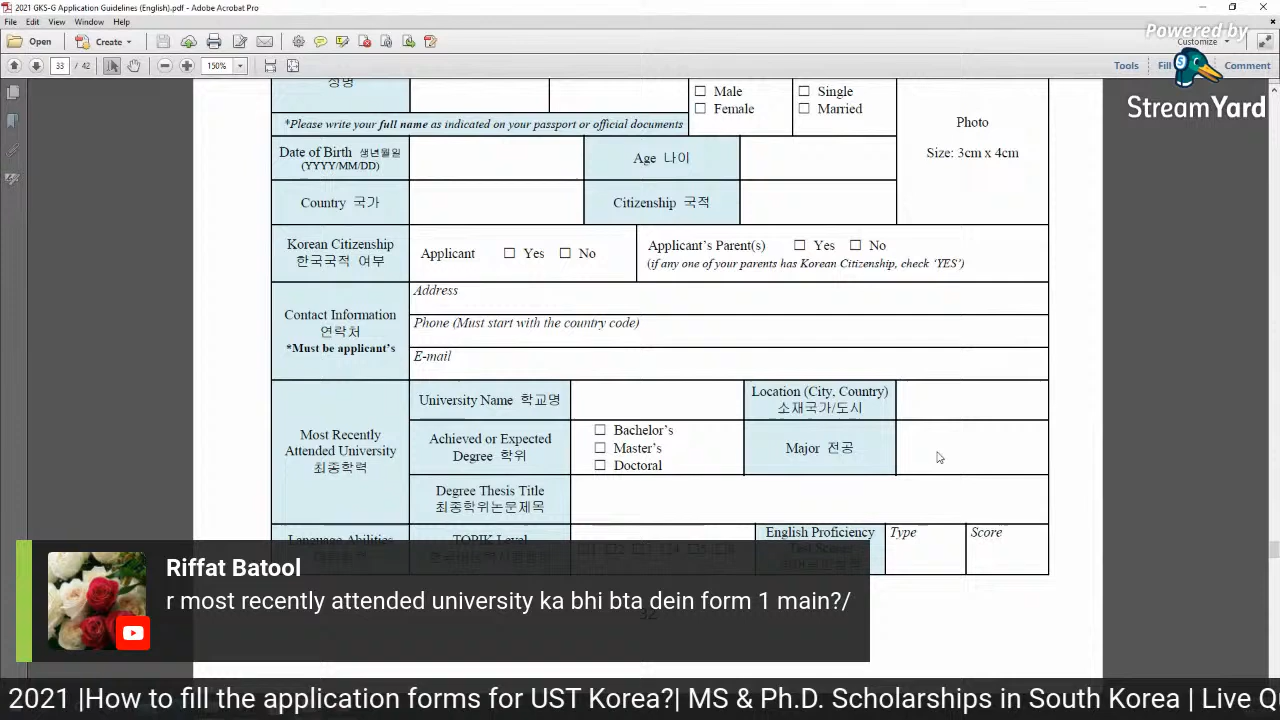 2021 GKS-G Application Guidelines (English).pdf - Adobe Acrobat Pro
File Edit View Window Help
Powered by
Open Create Customize
33 / 42 150% Tools Fill Comment
StreamYard
성명
Male Single
Female Married
*Please write your full name as indicated on your passport or official documents
Photo
Size: 3cm x 4cm
Date of Birth 생년월일
(YYYY/MM/DD)
Age 나이
Country 국가 Citizenship 국적
Korean Citizenship
한국국적 여부
Applicant ☐ Yes ☐ No
Applicant's Parent(s) ☐ Yes ☐ No
(if any one of your parents has Korean Citizenship, check 'YES')
Contact Information
연락처
*Must be applicant's
Address
Phone (Must start with the country code)
E-mail
Most Recently
Attended University
최종학력
University Name 학교명
Location (City, Country)
소재국가/도시
Achieved or Expected
Degree 학위
☐ Bachelor's
☐ Master's
☐ Doctoral
Major 전공
Degree Thesis Title
최종학위논문제목
Language Abilities
TOPIK Level
English Proficiency
Test Scores
Type Score
32
Riffat Batool
r most recently attended university ka bhi bta dein form 1 main?/
2021 |How to fill the application forms for UST Korea?| MS & Ph.D. Scholarships in South Korea | Live Q